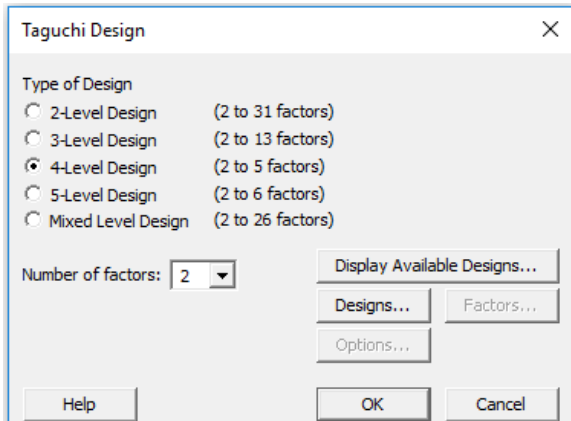 Taguchi Design
Type of Design
2-Level Design (2 to 31 factors)
3-Level Design (2 to 13 factors)
4-Level Design (2 to 5 factors)
5-Level Design (2 to 6 factors)
Mixed Level Design (2 to 26 factors)
Number of factors: 2
Display Available Designs...
Designs... Factors...
Options...
Help OK Cancel